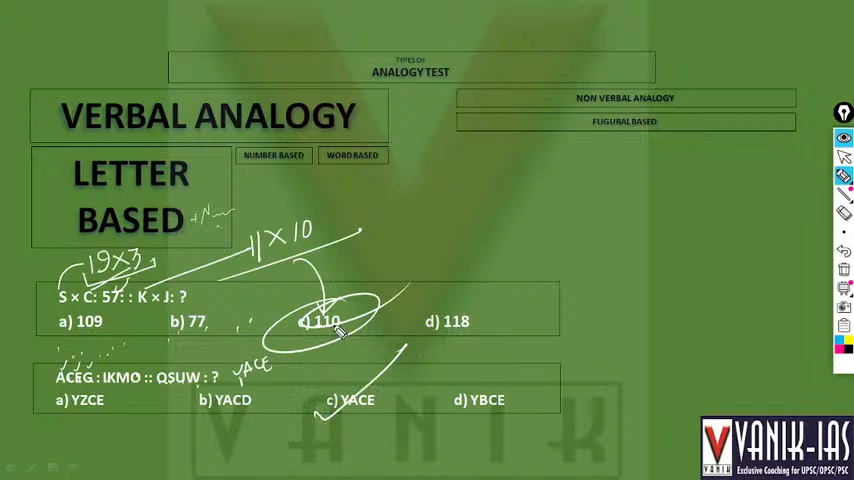 TYPES OF
ANALOGY TEST
VERBAL ANALOGY
NON VERBAL ANALOGY
FUGURAL BASED
LETTER
BASED
NUMBER BASED
WORD BASED
11 × 10
19×3
S × C: 57: : K × J: ?
a) 109 b) 77 c) 110 d) 118
YACE
ACEG : IKMO :: QSUW : ?
a) YZCE b) YACD c) YACE d) YBCE
VANIK
V
VANIK
VANIK-IAS
Exclusive Coaching for UPSC/OPSC/PSC